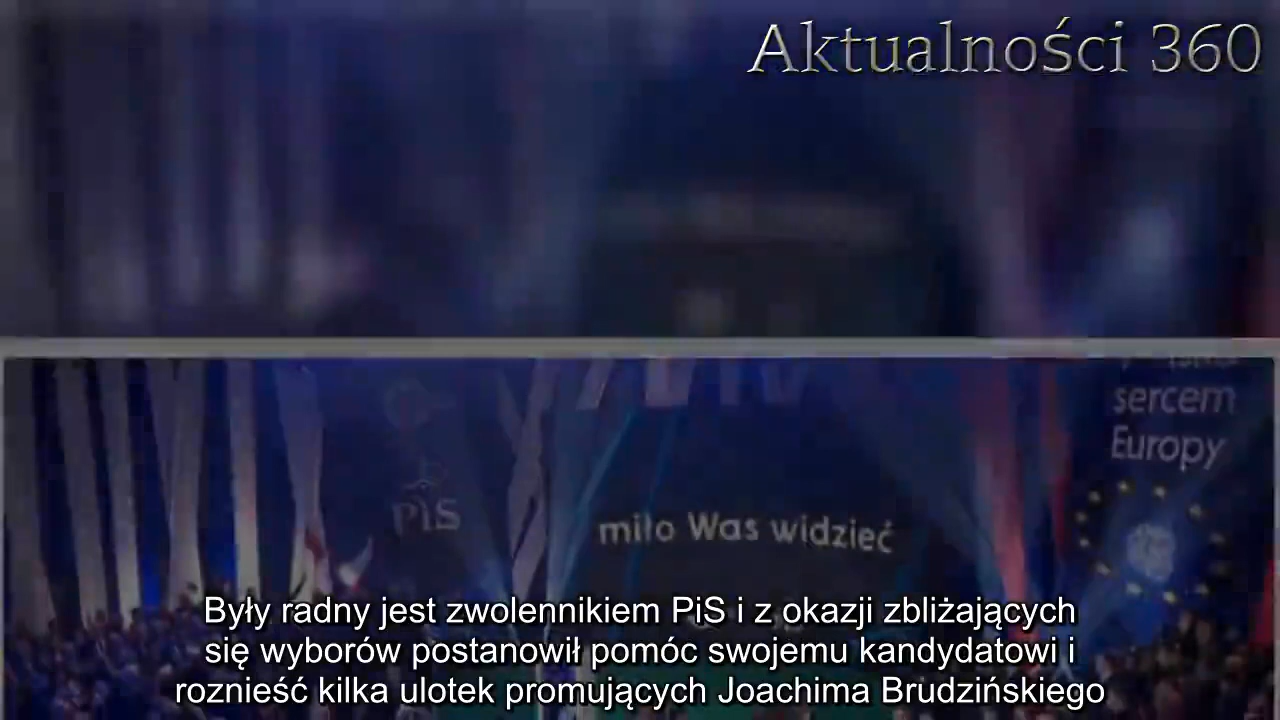 Aktualności 360
sercem
Europy
PiS
miło Was widzieć
Były radny jest zwolennikiem PiS i z okazji zbliżających
się wyborów postanowił pomóc swojemu kandydatowi i
roznieść kilka ulotek promujących Joachima Brudzińskiego